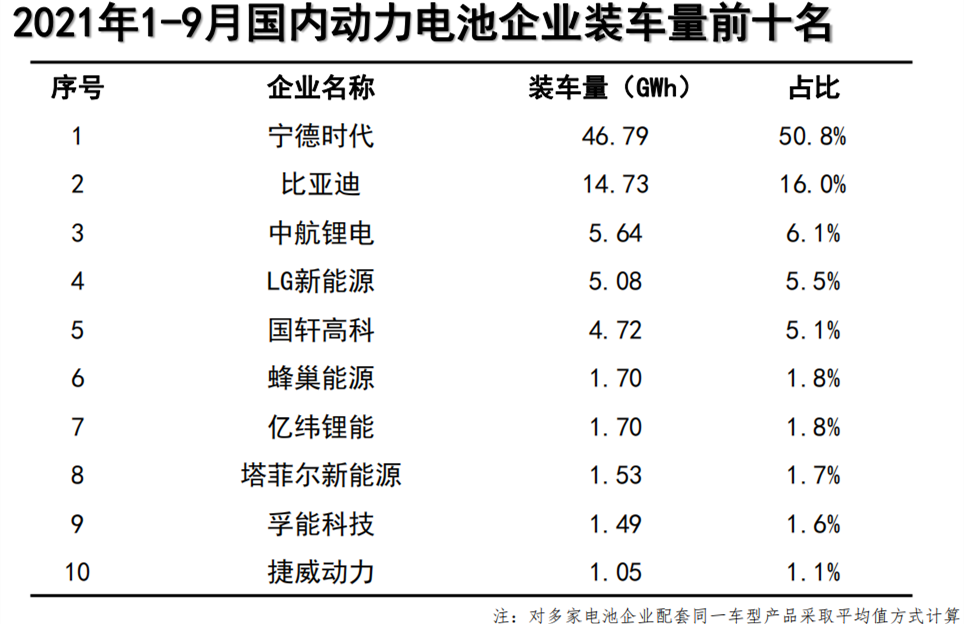 2021年1-9月国内动力电池企业装车量前十名
序号 企业名称 装车量（GWh） 占比
1 宁德时代 46.79 50.8%
2 比亚迪 14.73 16.0%
3 中航锂电 5.64 6.1%
4 LG新能源 5.08 5.5%
5 国轩高科 4.72 5.1%
6 蜂巢能源 1.70 1.8%
7 亿纬锂能 1.70 1.8%
8 塔菲尔新能源 1.53 1.7%
9 孚能科技 1.49 1.6%
10 捷威动力 1.05 1.1%
注：对多家电池企业配套同一车型产品采取平均值方式计算